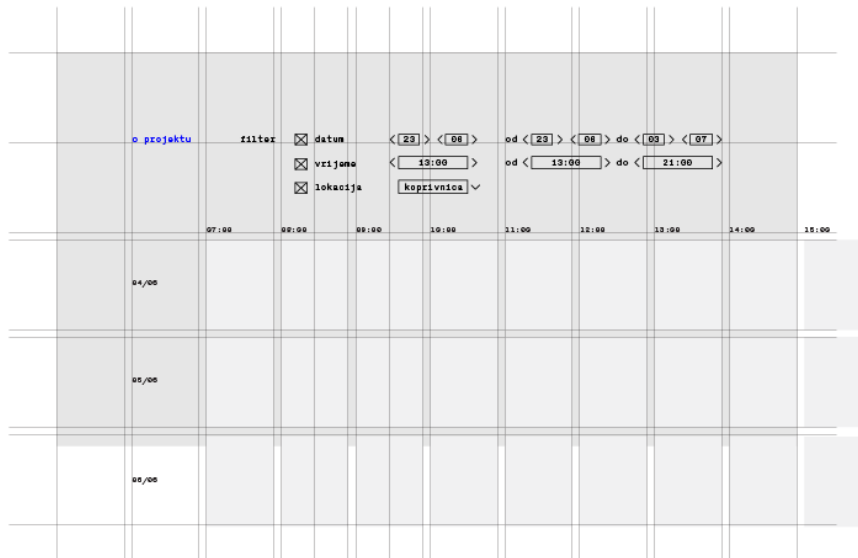 o projektu filter datum < 23 > < 06 > od < 23 > < 06 > do < 03 > < 07 >
vrijeme < 13:00 > od < 13:00 > do < 21:00 >
lokacija koprivnica
07:00 08:00 09:00 10:00 11:00 12:00 13:00 14:00 15:00
04/06
05/06
06/06